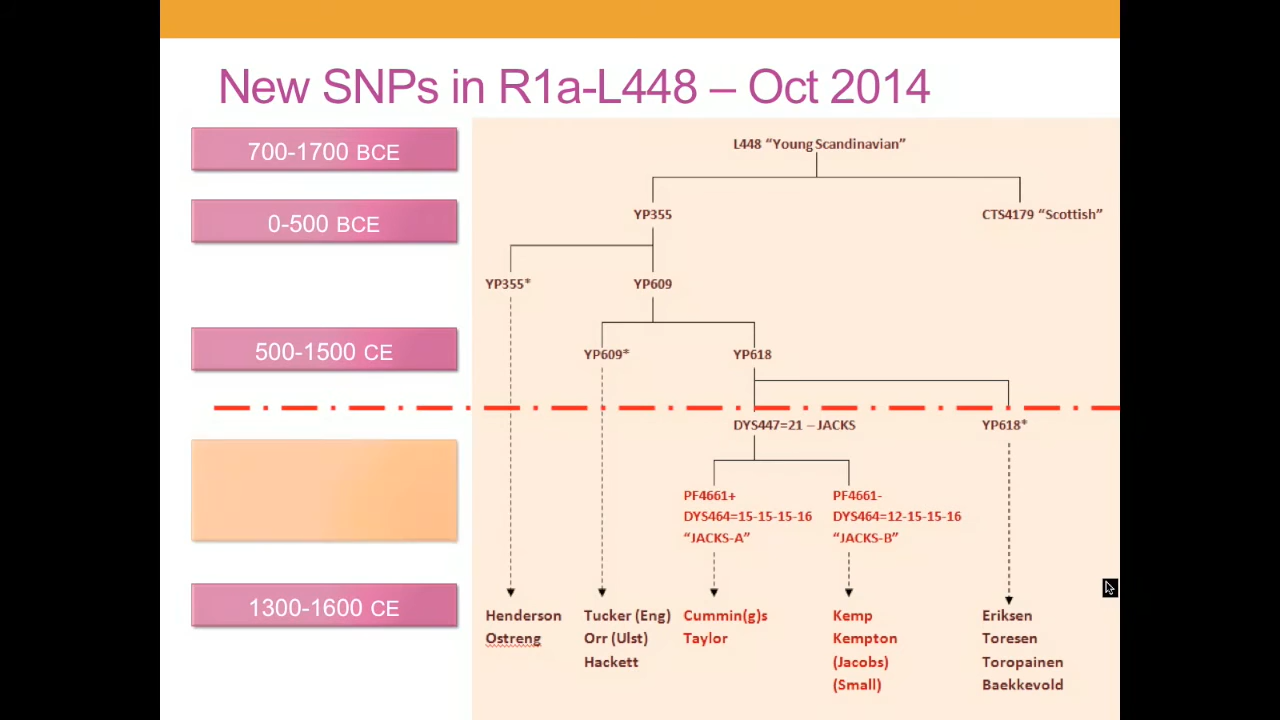 New SNPs in R1a-L448 – Oct 2014
700-1700 BCE
0-500 BCE
500-1500 CE
1300-1600 CE
L448 “Young Scandinavian”
YP355
CTS4179 “Scottish”
YP355*
YP609
YP609*
YP618
DYS447=21 – JACKS
YP618*
PF4661+
DYS464=15-15-15-16
“JACKS-A”
PF4661-
DYS464=12-15-15-16
“JACKS-B”
Henderson
Ostreng
Tucker (Eng)
Orr (Ulst)
Hackett
Cummin(g)s
Taylor
Kemp
Kempton
(Jacobs)
(Small)
Eriksen
Toresen
Toropainen
Baekkevold